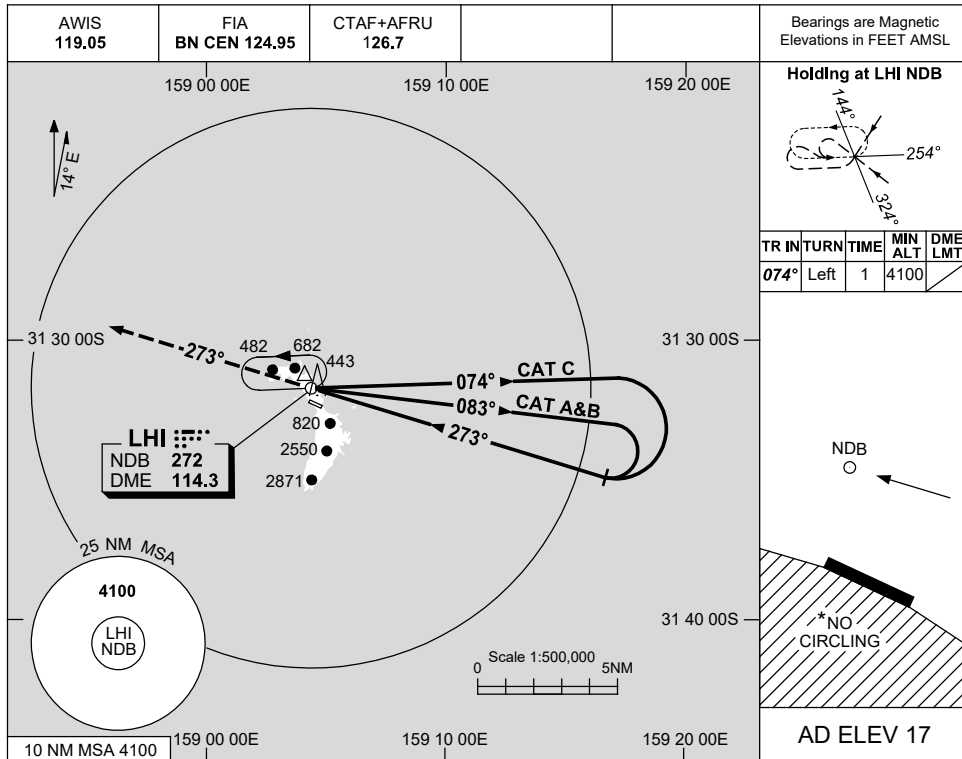 AWIS
119.05
FIA
BN CEN 124.95
CTAF+AFRU
126.7
Bearings are Magnetic
Elevations in FEET AMSL
159 00 00E
159 10 00E
159 20 00E
14° E
Holding at LHI NDB
144°
254°
324°
TR IN TURN TIME MIN ALT DME LMT
074° Left 1 4100
31 30 00S
31 30 00S
273°
482
682
443
074°
CAT C
083°
CAT A&B
273°
820
2550
2871
LHI
NDB 272
DME 114.3
NDB
25 NM MSA
4100
LHI
NDB
31 40 00S
*NO
CIRCLING
Scale 1:500,000
0
5NM
10 NM MSA 4100
159 00 00E
159 10 00E
159 20 00E
AD ELEV 17